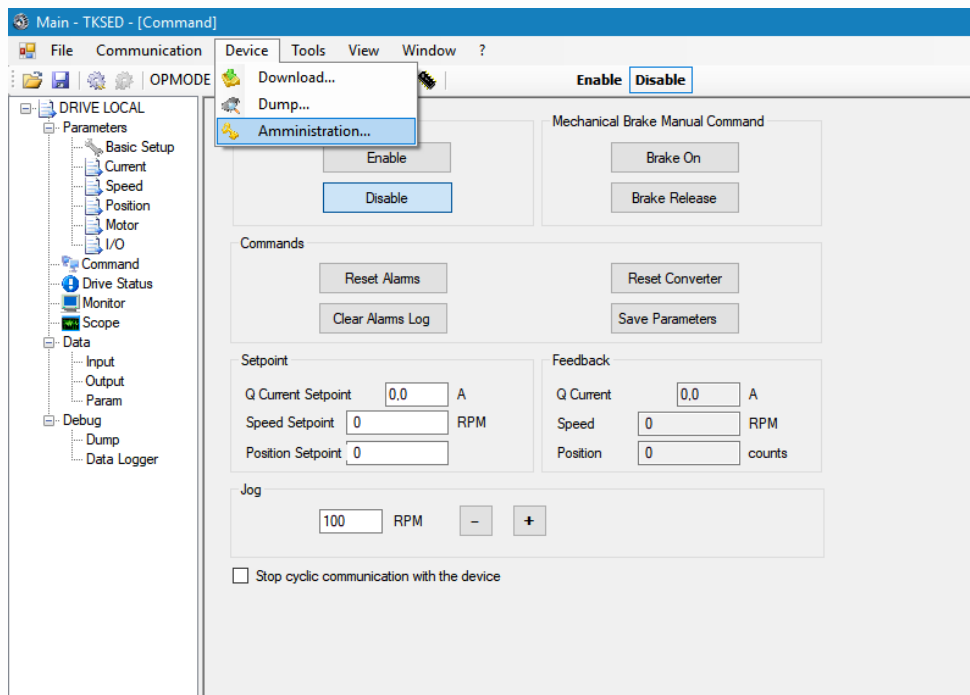 Main - TKSED - [Command]
File Communication Device Tools View Window ?
OPMODE Enable Disable
Download...
Dump...
Amministration...
DRIVE LOCAL
Parameters
Basic Setup
Current
Speed
Position
Motor
I/O
Command
Drive Status
Monitor
Scope
Data
Input
Output
Param
Debug
Dump
Data Logger
Enable
Disable
Mechanical Brake Manual Command
Brake On
Brake Release
Commands
Reset Alarms Reset Converter
Clear Alarms Log Save Parameters
Setpoint
Q Current Setpoint 0,0 A
Speed Setpoint 0 RPM
Position Setpoint 0
Feedback
Q Current 0,0 A
Speed 0 RPM
Position 0 counts
Jog
100 RPM - +
Stop cyclic communication with the device